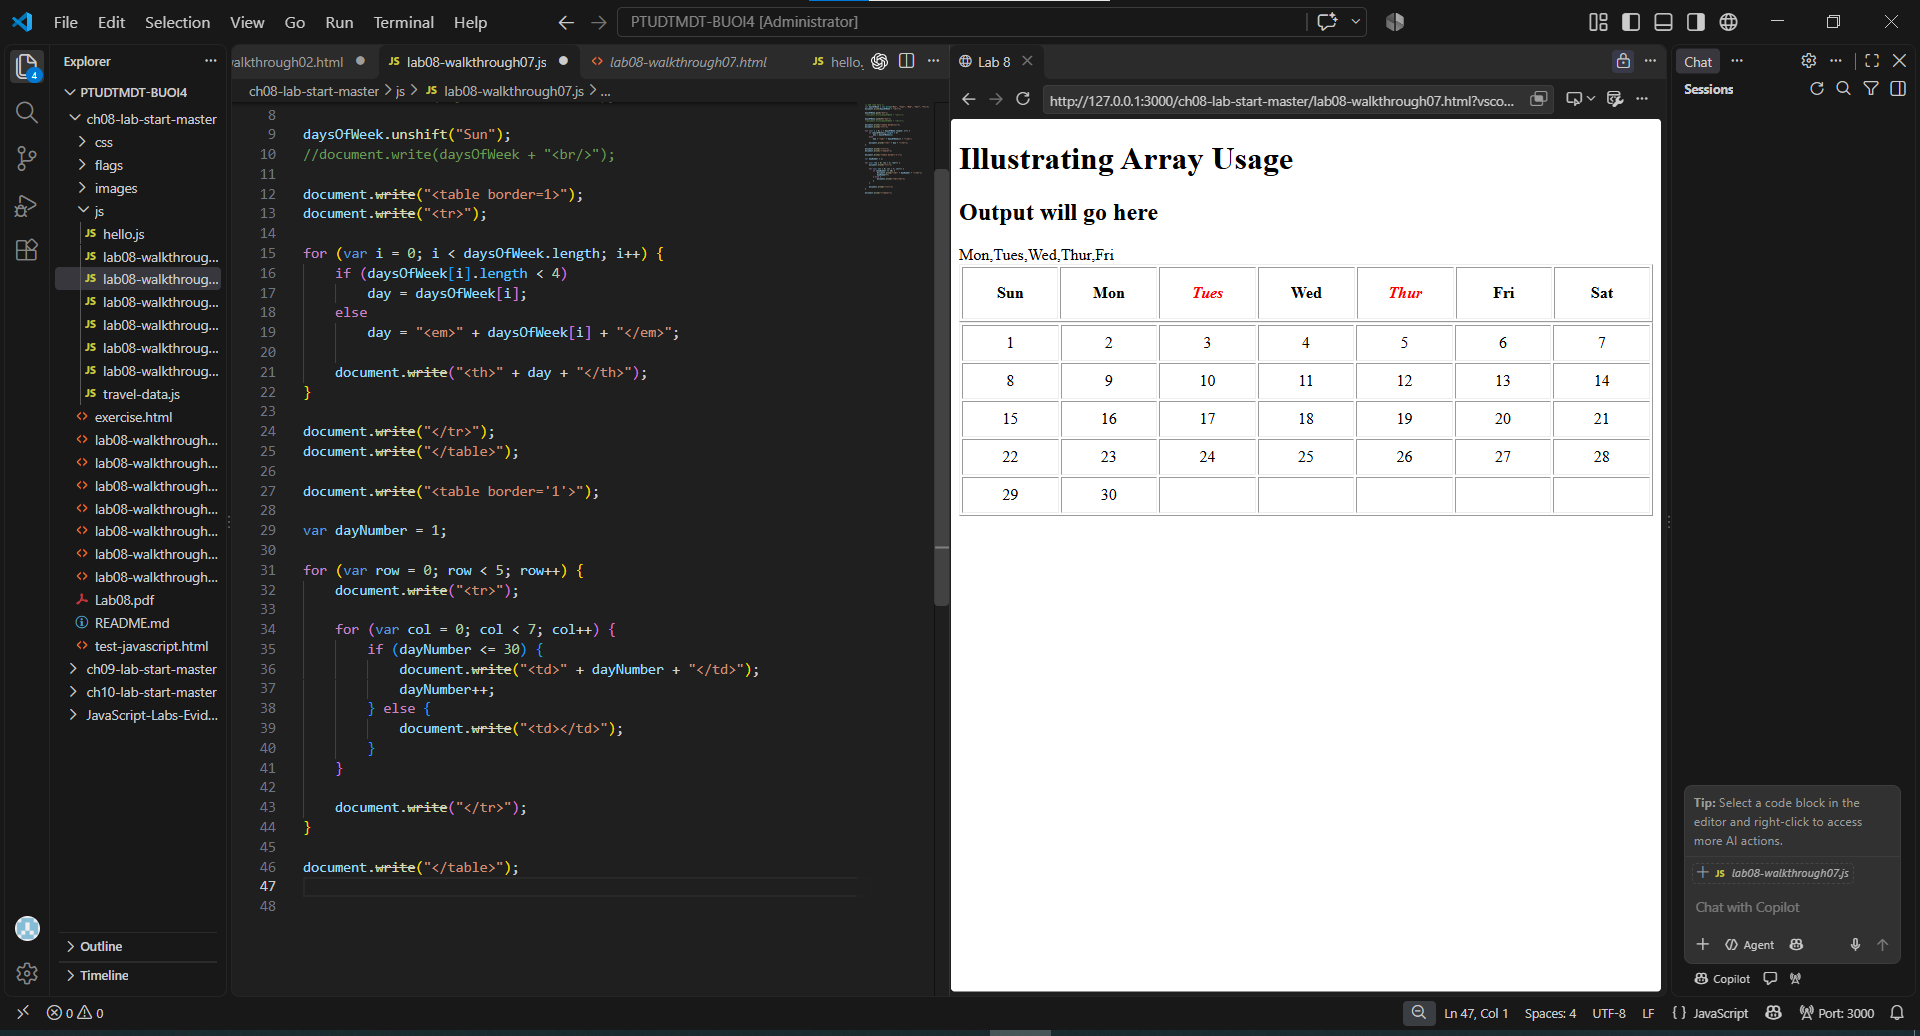 File Edit Selection View Go Run Terminal Help
PTUDTMDT-BUOI4 [Administrator]
Explorer
4
PTUDTMDT-BUOI4
ch08-lab-start-master
css
flags
images
js
JS hello.js
JS lab08-walkthroug...
JS lab08-walkthroug...
JS lab08-walkthroug...
JS lab08-walkthroug...
JS lab08-walkthroug...
JS lab08-walkthroug...
JS travel-data.js
exercise.html
lab08-walkthrough...
lab08-walkthrough...
lab08-walkthrough...
lab08-walkthrough...
lab08-walkthrough...
lab08-walkthrough...
lab08-walkthrough...
Lab08.pdf
README.md
test-javascript.html
ch09-lab-start-master
ch10-lab-start-master
JavaScript-Labs-Evid...
Outline
Timeline
valkthrough02.html JS lab08-walkthrough07.js lab08-walkthrough07.html JS hello.
ch08-lab-start-master > js > JS lab08-walkthrough07.js > ...
8
9 daysOfWeek.unshift("Sun");
10 //document.write(daysOfWeek + "<br/>");
11
12 document.write("<table border=1>");
13 document.write("<tr>");
14
15 for (var i = 0; i < daysOfWeek.length; i++) {
16 if (daysOfWeek[i].length < 4)
17 day = daysOfWeek[i];
18 else
19 day = "<em>" + daysOfWeek[i] + "</em>";
20
21 document.write("<th>" + day + "</th>");
22 }
23
24 document.write("</tr>");
25 document.write("</table>");
26
27 document.write("<table border='1'>");
28
29 var dayNumber = 1;
30
31 for (var row = 0; row < 5; row++) {
32 document.write("<tr>");
33
34 for (var col = 0; col < 7; col++) {
35 if (dayNumber <= 30) {
36 document.write("<td>" + dayNumber + "</td>");
37 dayNumber++;
38 } else {
39 document.write("<td></td>");
40 }
41 }
42
43 document.write("</tr>");
44 }
45
46 document.write("</table>");
47
48
Lab 8
http://127.0.0.1:3000/ch08-lab-start-master/lab08-walkthrough07.html?vsco...
Illustrating Array Usage
Output will go here
Mon,Tues,Wed,Thur,Fri
Sun Mon Tues Wed Thur Fri Sat
1 2 3 4 5 6 7
8 9 10 11 12 13 14
15 16 17 18 19 20 21
22 23 24 25 26 27 28
29 30
Chat
Sessions
Tip: Select a code block in the
editor and right-click to access
more AI actions.
JS lab08-walkthrough07.js
Chat with Copilot
Agent
Copilot
0 0
Ln 47, Col 1 Spaces: 4 UTF-8 LF { } JavaScript Port: 3000